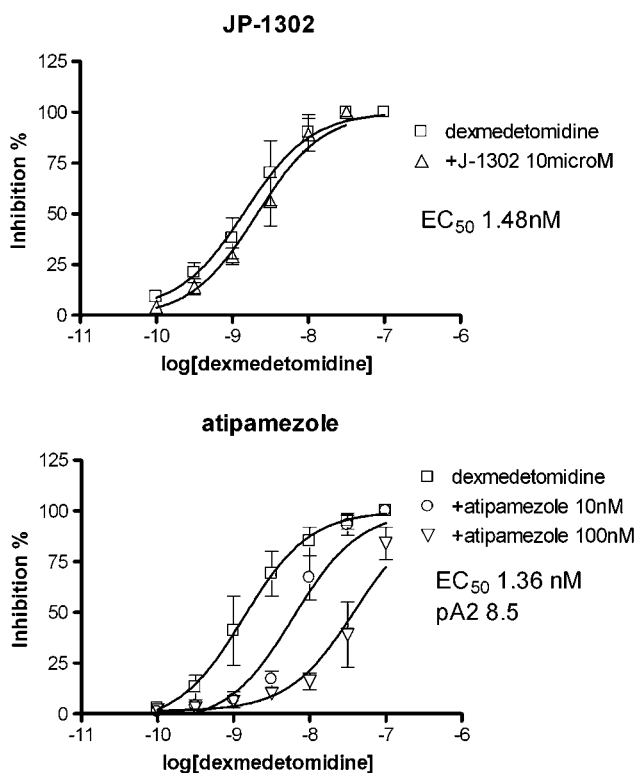 JP-1302
125
100
75
50
25
0
Inhibition %
-11 -10 -9 -8 -7 -6
log[dexmedetomidine]
dexmedetomidine
+J-1302 10microM
EC50 1.48nM
atipamezole
125
100
75
50
25
0
Inhibition %
-11 -10 -9 -8 -7 -6
log[dexmedetomidine]
dexmedetomidine
+atipamezole 10nM
+atipamezole 100nM
EC50 1.36 nM
pA2 8.5